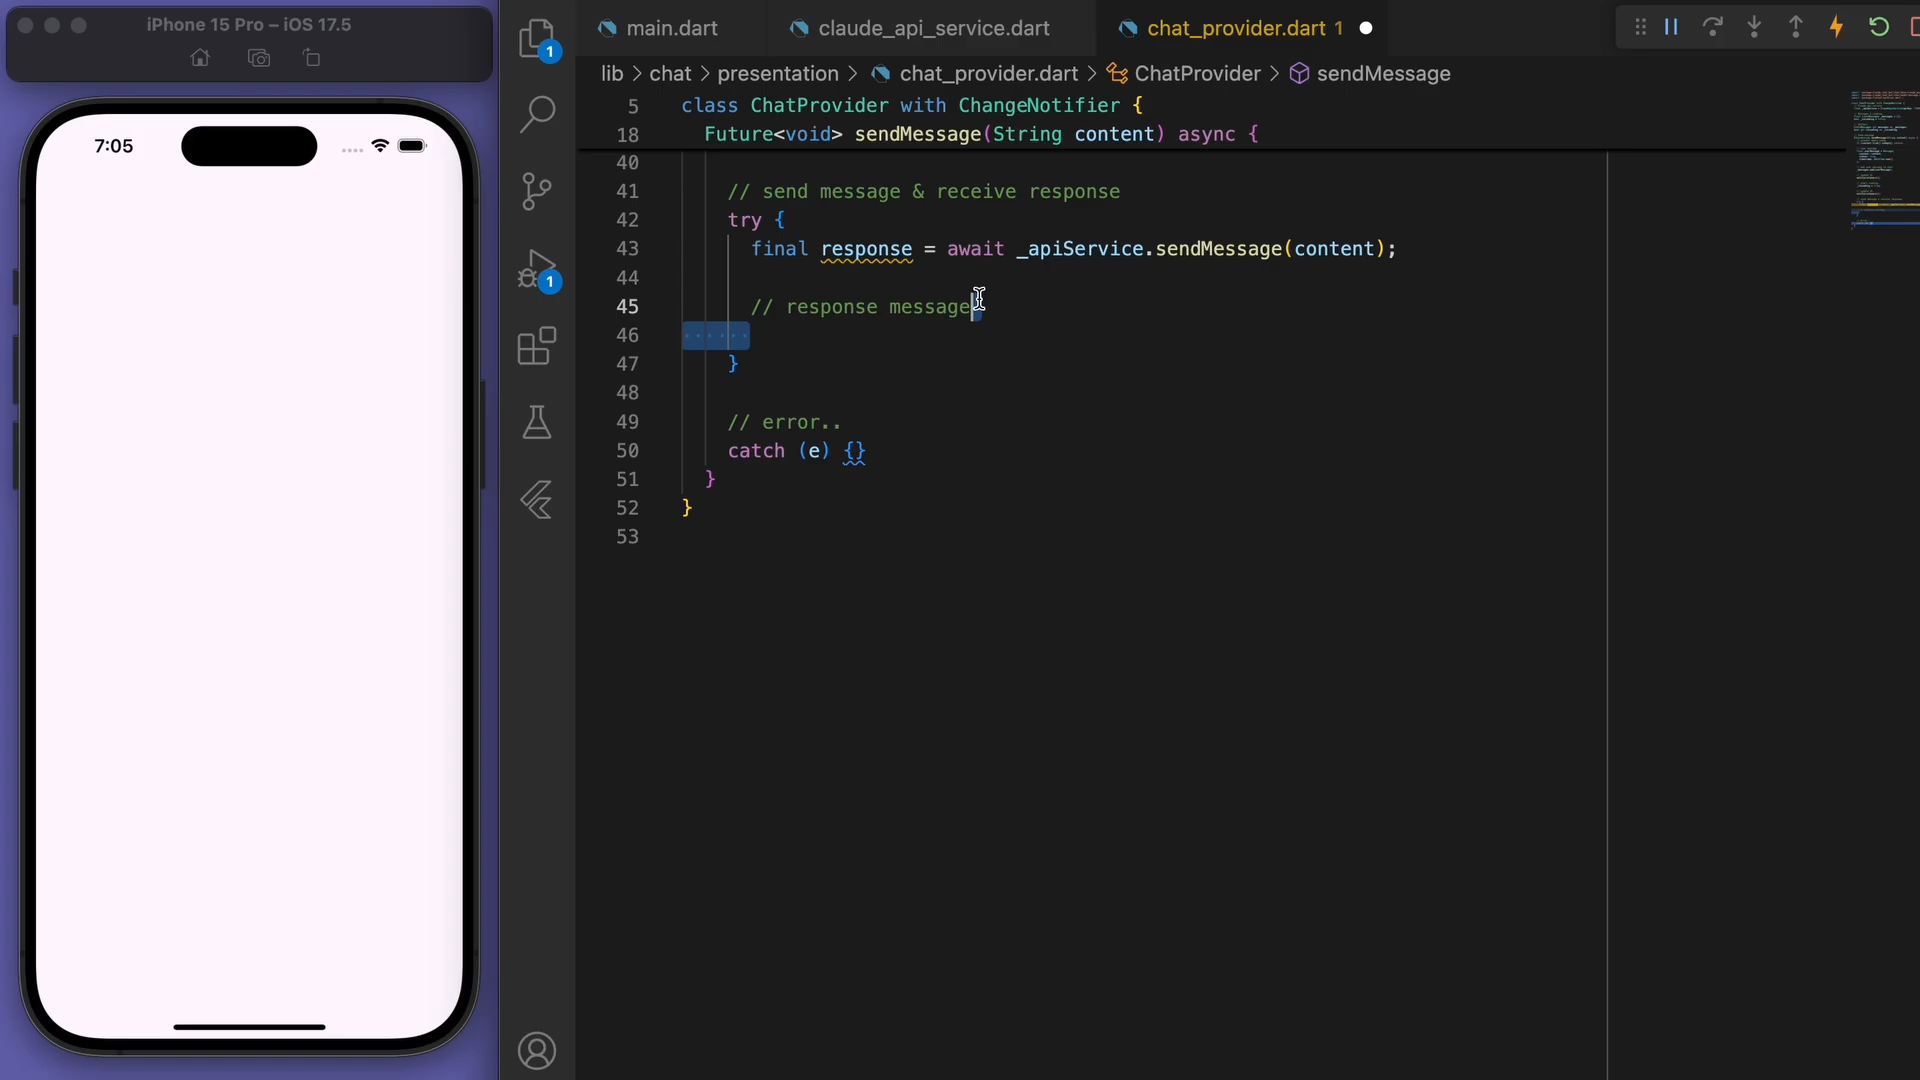 iPhone 15 Pro – iOS 17.5
7:05
1
1
main.dart
claude_api_service.dart
chat_provider.dart 1
lib > chat > presentation > chat_provider.dart > ChatProvider > sendMessage
5 class ChatProvider with ChangeNotifier {
18 Future<void> sendMessage(String content) async {
40
41 // send message & receive response
42 try {
43 final response = await _apiService.sendMessage(content);
44
45 // response message
46
47 }
48
49 // error..
50 catch (e) {}
51 }
52 }
53